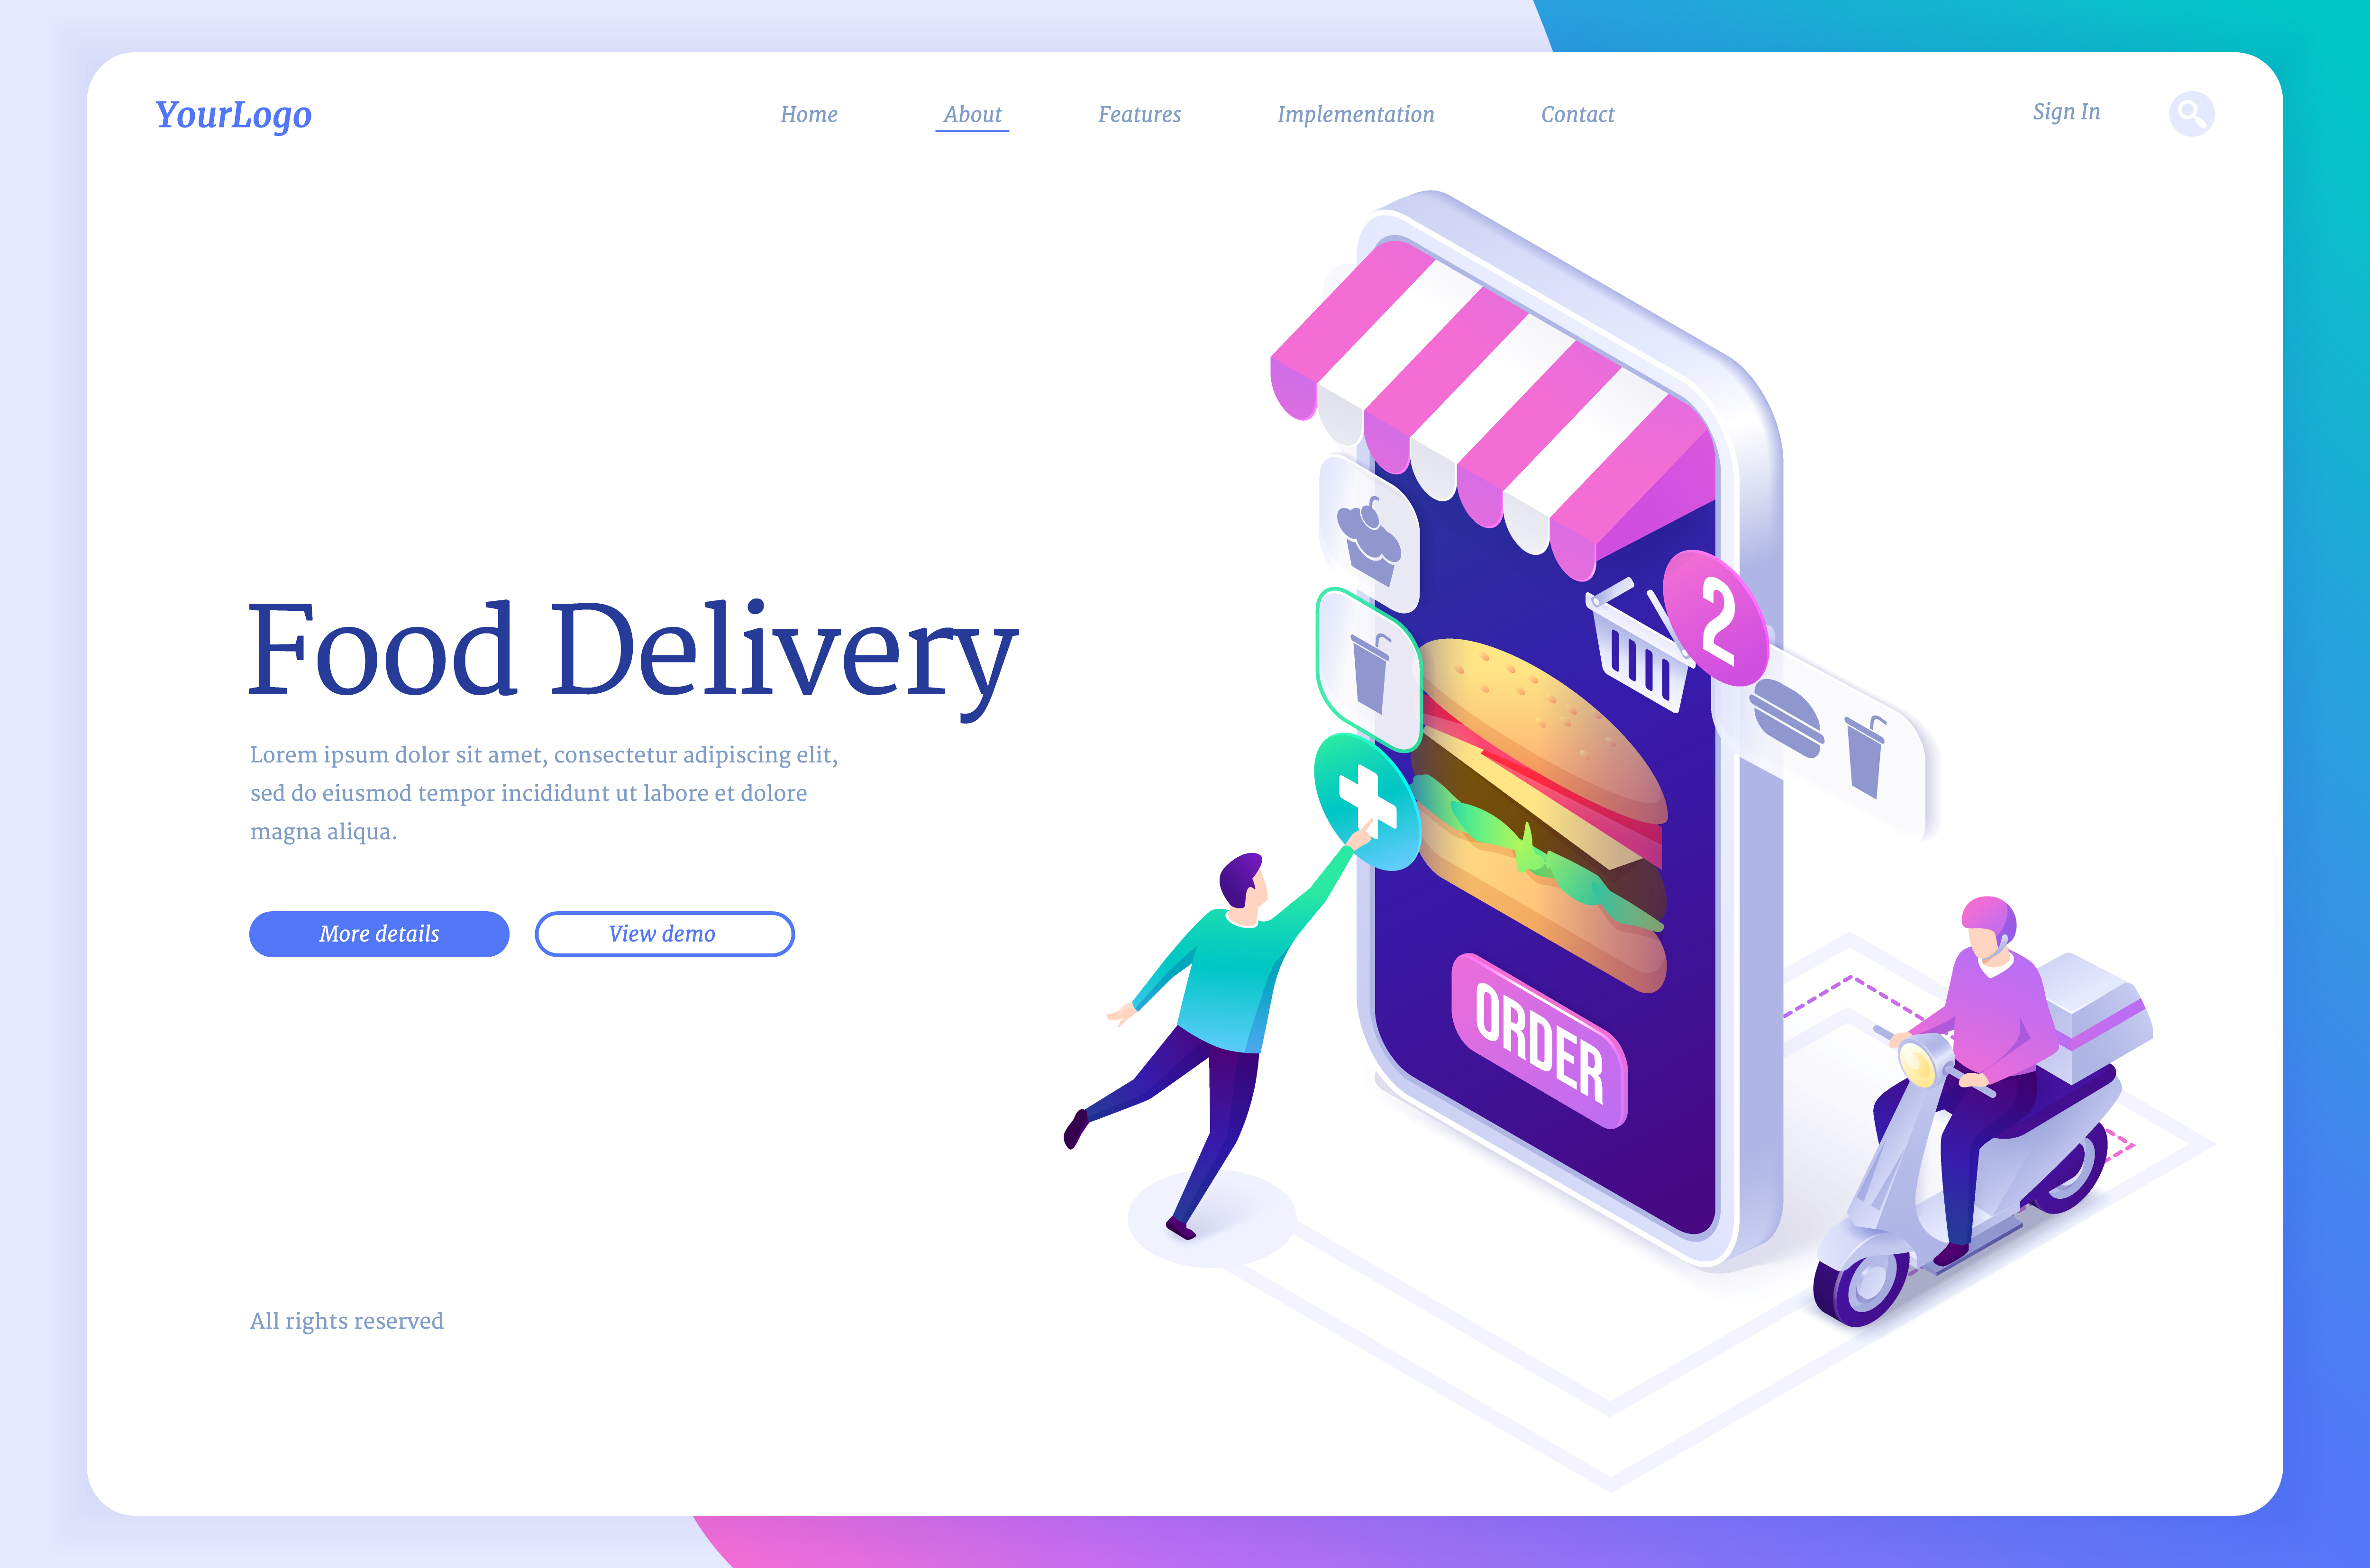 YourLogo
Home
About
Features
Implementation
Contact
Sign In
2
Food Delivery
Lorem ipsum dolor sit amet, consectetur adipiscing elit,
sed do eiusmod tempor incididunt ut labore et dolore
magna aliqua.
More details
View demo
ORDER
All rights reserved